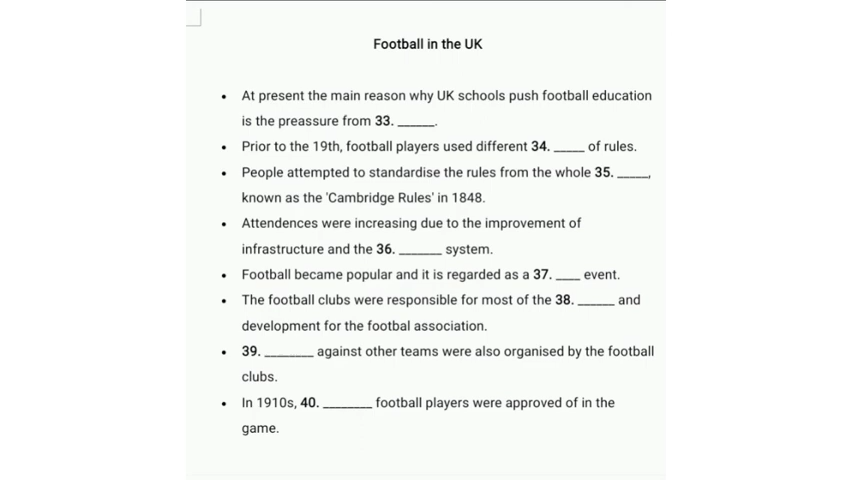 Football in the UK
• At present the main reason why UK schools push football education
is the preassure from 33. ______.
• Prior to the 19th, football players used different 34. _____ of rules.
• People attempted to standardise the rules from the whole 35. _____,
known as the 'Cambridge Rules' in 1848.
• Attendences were increasing due to the improvement of
infrastructure and the 36. _______ system.
• Football became popular and it is regarded as a 37. ____ event.
• The football clubs were responsible for most of the 38. ______ and
development for the footbal association.
• 39. ________ against other teams were also organised by the football
clubs.
• In 1910s, 40. ________ football players were approved of in the
game.